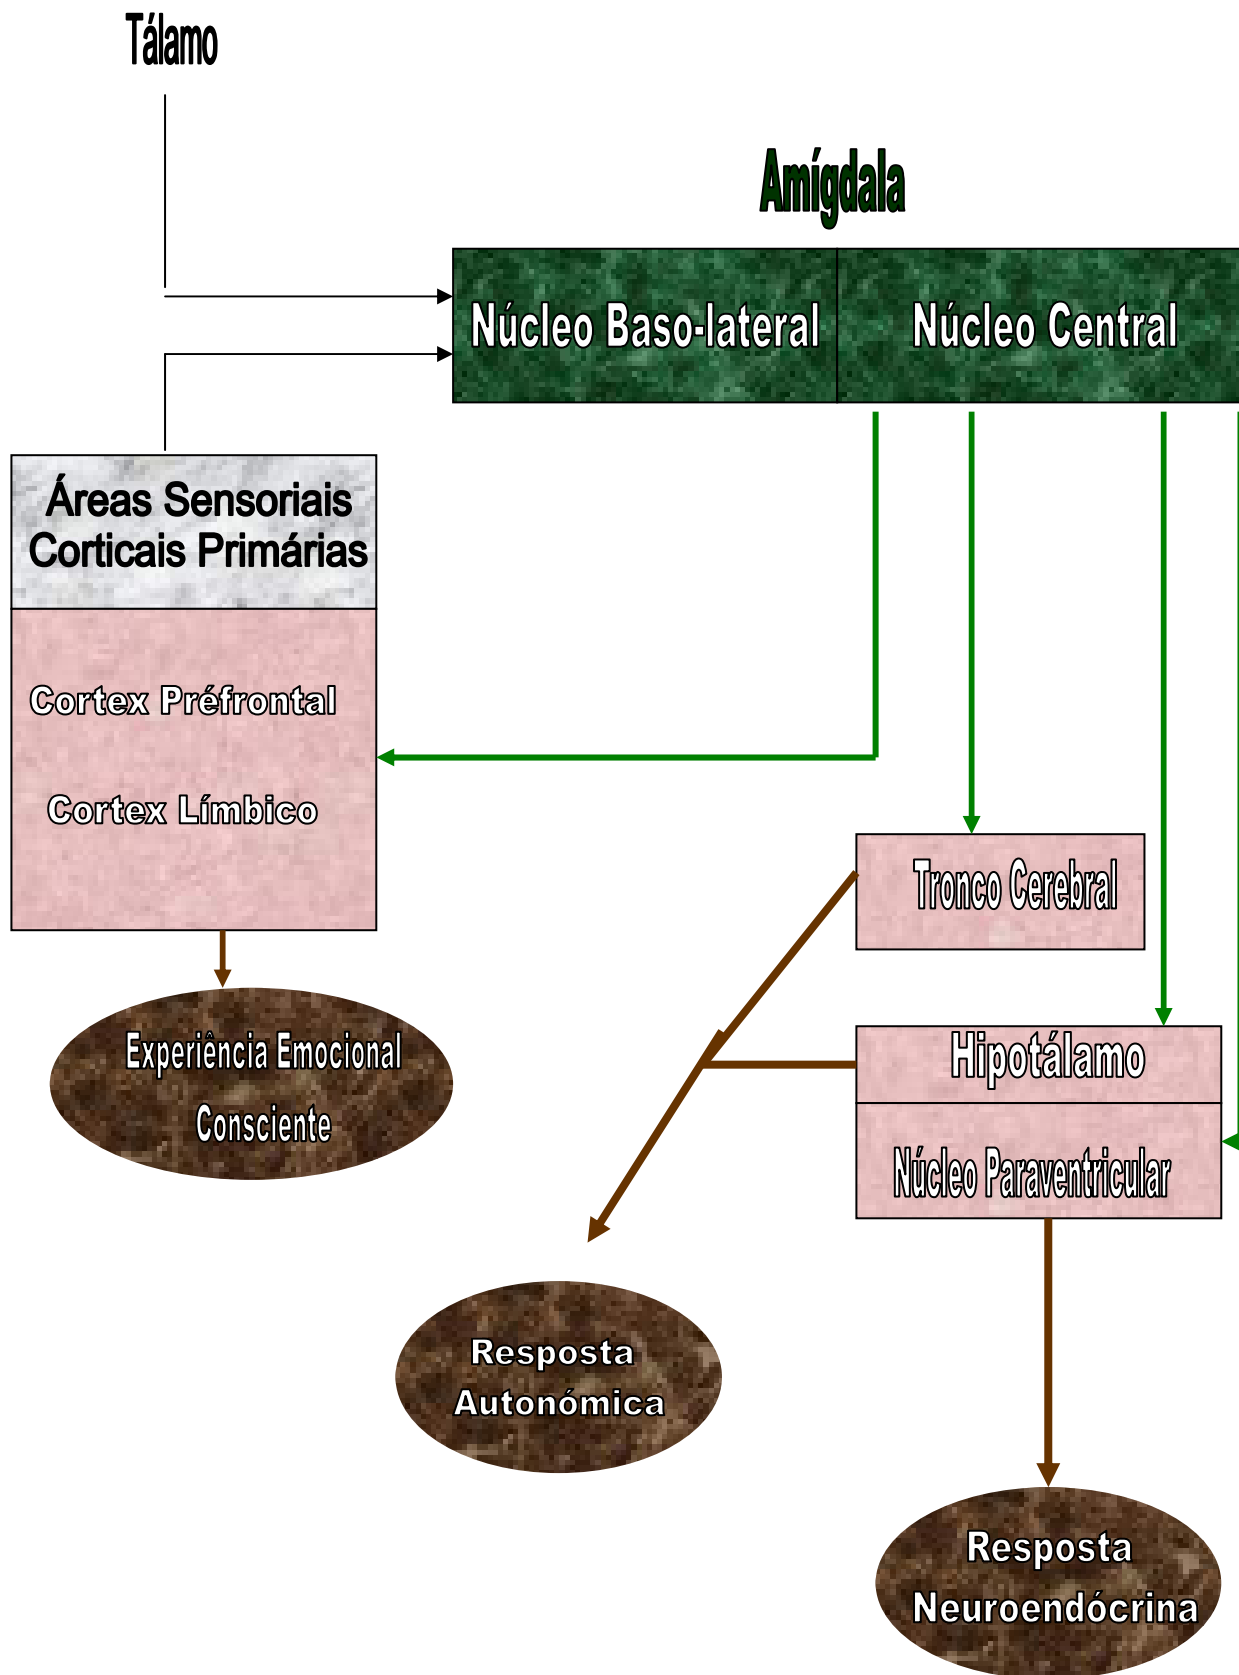 Tálamo
Amígdala
Núcleo Baso-lateral
Núcleo Central
Áreas Sensoriais
Corticais Primárias
Cortex Préfrontal
Cortex Límbico
Tronco Cerebral
Experiência Emocional
Consciente
Hipotálamo
Núcleo Paraventricular
Resposta
Autonómica
Resposta
Neuroendócrina